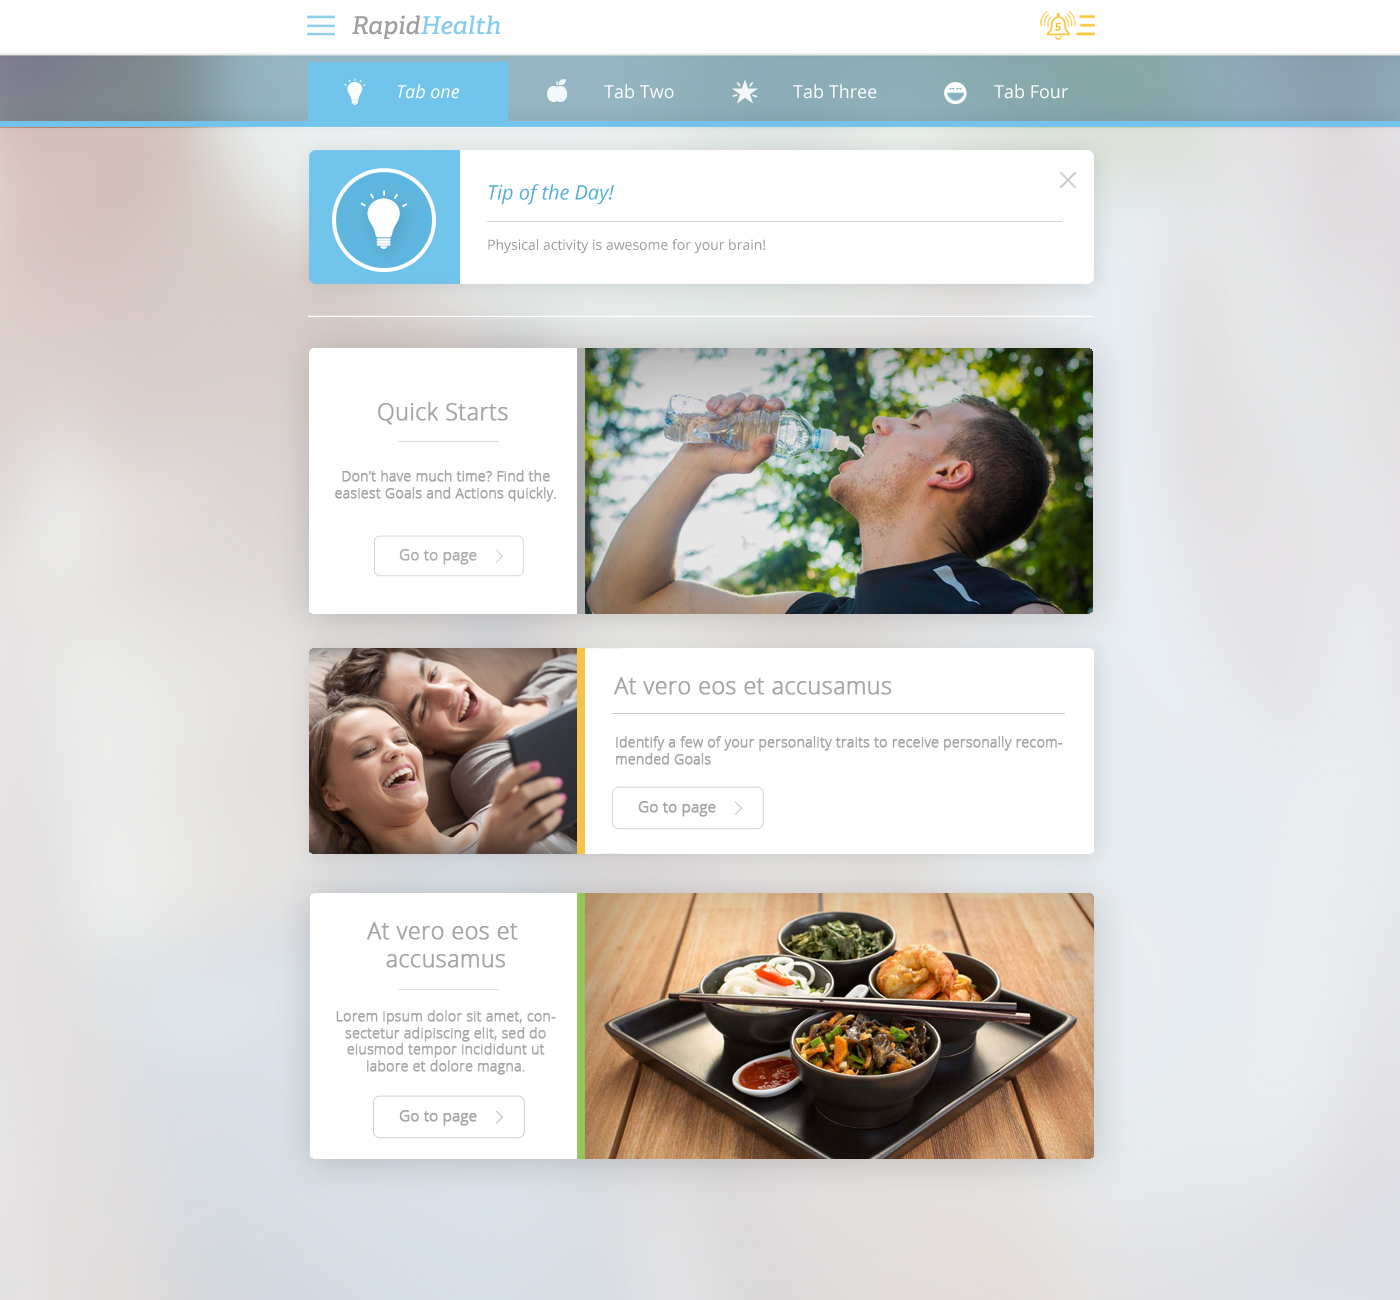 RapidHealth
5
Tab one
Tab Two
Tab Three
Tab Four
Tip of the Day!
Physical activity is awesome for your brain!
Quick Starts
Don't have much time? Find the
easiest Goals and Actions quickly.
Go to page
At vero eos et accusamus
Identify a few of your personality traits to receive personally recom-
mended Goals
Go to page
At vero eos et
accusamus
Lorem ipsum dolor sit amet, con-
sectetur adipiscing elit, sed do
eiusmod tempor incididunt ut
labore et dolore magna.
Go to page